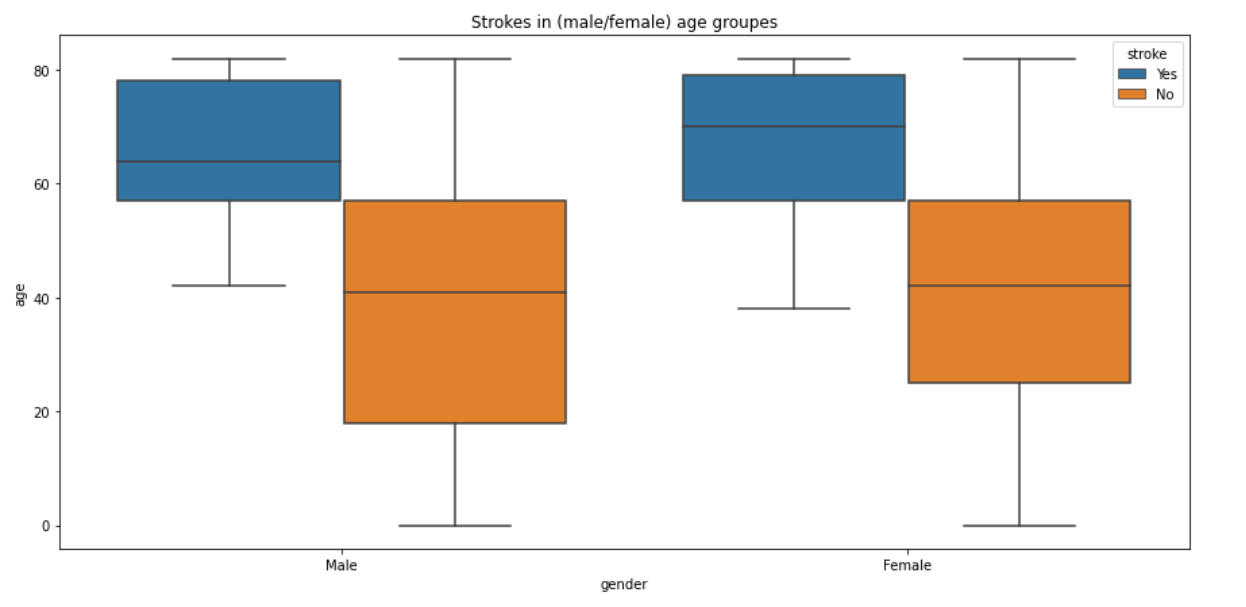 Strokes in (male/female) age groupes
stroke
Yes
No
80
60
40
20
0
age
Male
Female
gender